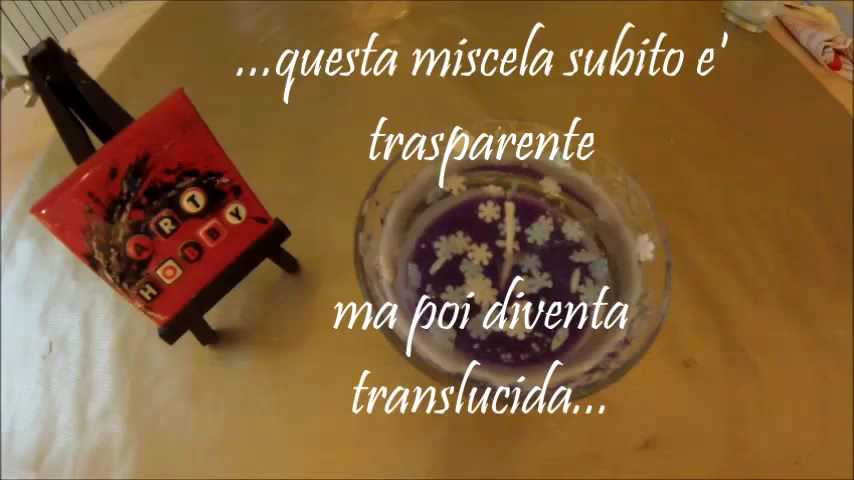 ...questa miscela subito e'
trasparente
ART
HOBBY
ma poi diventa
translucida...